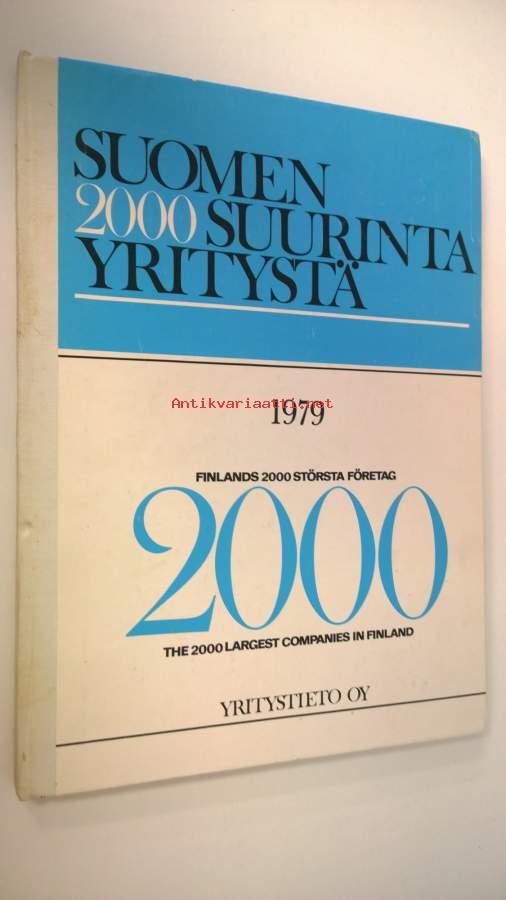 SUOMEN
2000 SUURINTA
YRITYSTÄ
1979
Antikvariaatti.net
FINLANDS 2000 STÖRSTA FÖRETAG
2000
THE 2000 LARGEST COMPANIES IN FINLAND
YRITYSTIETO OY